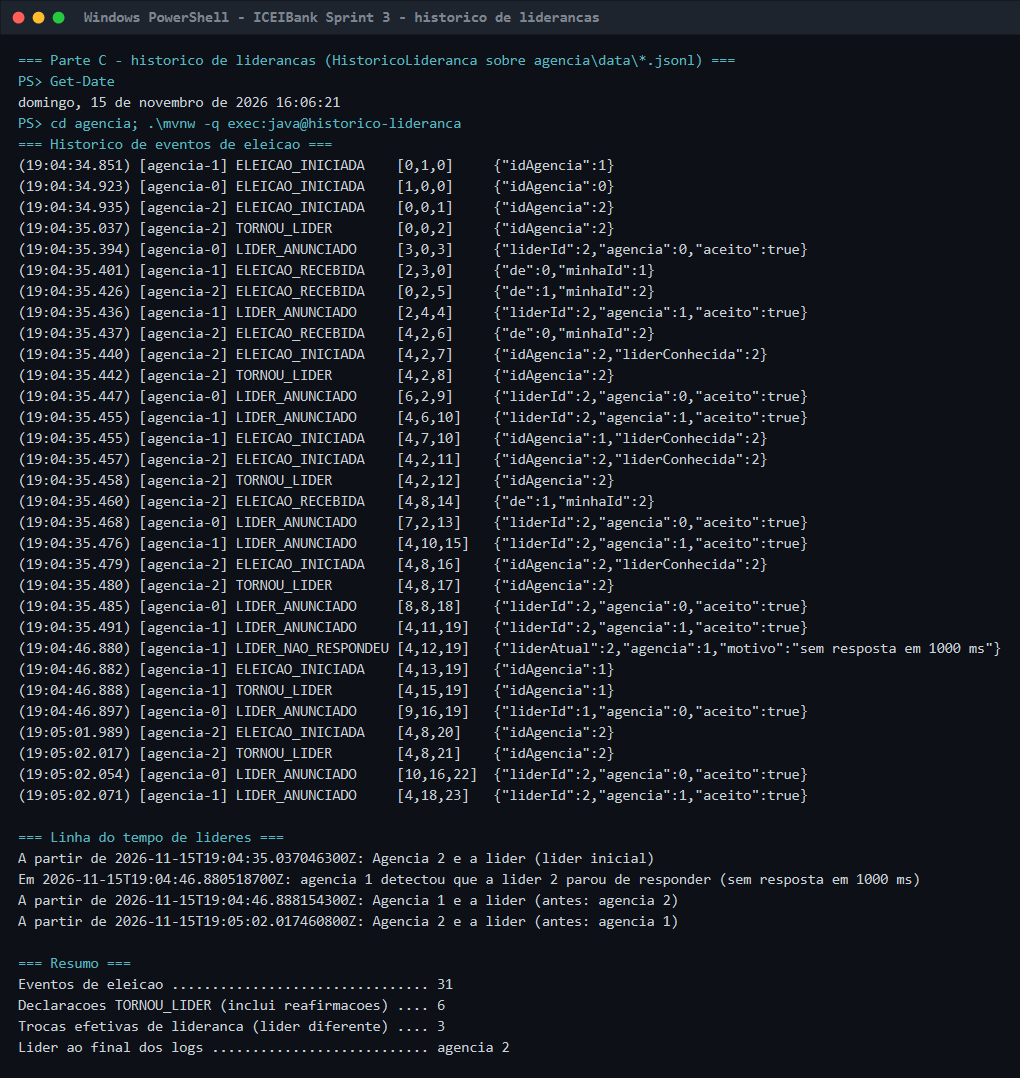 Windows PowerShell - ICEIBank Sprint 3 - historico de liderancas
=== Parte C - historico de liderancas (HistoricoLideranca sobre agencia\data\*.jsonl) ===
PS> Get-Date
domingo, 15 de novembro de 2026 16:06:21
PS> cd agencia; .\mvnw -q exec:java@historico-lideranca
=== Historico de eventos de eleicao ===
(19:04:34.851) [agencia-1] ELEICAO_INICIADA    [0,1,0]     {"idAgencia":1}
(19:04:34.923) [agencia-0] ELEICAO_INICIADA    [1,0,0]     {"idAgencia":0}
(19:04:34.935) [agencia-2] ELEICAO_INICIADA    [0,0,1]     {"idAgencia":2}
(19:04:35.037) [agencia-2] TORNOU_LIDER        [0,0,2]     {"idAgencia":2}
(19:04:35.394) [agencia-0] LIDER_ANUNCIADO     [3,0,3]     {"liderId":2,"agencia":0,"aceito":true}
(19:04:35.401) [agencia-1] ELEICAO_RECEBIDA    [2,3,0]     {"de":0,"minhaId":1}
(19:04:35.426) [agencia-2] ELEICAO_RECEBIDA    [0,2,5]     {"de":1,"minhaId":2}
(19:04:35.436) [agencia-1] LIDER_ANUNCIADO     [2,4,4]     {"liderId":2,"agencia":1,"aceito":true}
(19:04:35.437) [agencia-2] ELEICAO_RECEBIDA    [4,2,6]     {"de":0,"minhaId":2}
(19:04:35.440) [agencia-2] ELEICAO_INICIADA    [4,2,7]     {"idAgencia":2,"liderConhecida":2}
(19:04:35.442) [agencia-2] TORNOU_LIDER        [4,2,8]     {"idAgencia":2}
(19:04:35.447) [agencia-0] LIDER_ANUNCIADO     [6,2,9]     {"liderId":2,"agencia":0,"aceito":true}
(19:04:35.455) [agencia-1] LIDER_ANUNCIADO     [4,6,10]    {"liderId":2,"agencia":1,"aceito":true}
(19:04:35.455) [agencia-1] ELEICAO_INICIADA    [4,7,10]    {"idAgencia":1,"liderConhecida":2}
(19:04:35.457) [agencia-2] ELEICAO_INICIADA    [4,2,11]    {"idAgencia":2,"liderConhecida":2}
(19:04:35.458) [agencia-2] TORNOU_LIDER        [4,2,12]    {"idAgencia":2}
(19:04:35.460) [agencia-2] ELEICAO_RECEBIDA    [4,8,14]    {"de":1,"minhaId":2}
(19:04:35.468) [agencia-0] LIDER_ANUNCIADO     [7,2,13]    {"liderId":2,"agencia":0,"aceito":true}
(19:04:35.476) [agencia-1] LIDER_ANUNCIADO     [4,10,15]   {"liderId":2,"agencia":1,"aceito":true}
(19:04:35.479) [agencia-2] ELEICAO_INICIADA    [4,8,16]    {"idAgencia":2,"liderConhecida":2}
(19:04:35.480) [agencia-2] TORNOU_LIDER        [4,8,17]    {"idAgencia":2}
(19:04:35.485) [agencia-0] LIDER_ANUNCIADO     [8,8,18]    {"liderId":2,"agencia":0,"aceito":true}
(19:04:35.491) [agencia-1] LIDER_ANUNCIADO     [4,11,19]   {"liderId":2,"agencia":1,"aceito":true}
(19:04:46.880) [agencia-1] LIDER_NAO_RESPONDEU [4,12,19]   {"liderAtual":2,"agencia":1,"motivo":"sem resposta em 1000 ms"}
(19:04:46.882) [agencia-1] ELEICAO_INICIADA    [4,13,19]   {"idAgencia":1}
(19:04:46.888) [agencia-1] TORNOU_LIDER        [4,15,19]   {"idAgencia":1}
(19:04:46.897) [agencia-0] LIDER_ANUNCIADO     [9,16,19]   {"liderId":1,"agencia":0,"aceito":true}
(19:05:01.989) [agencia-2] ELEICAO_INICIADA    [4,8,20]    {"idAgencia":2}
(19:05:02.017) [agencia-2] TORNOU_LIDER        [4,8,21]    {"idAgencia":2}
(19:05:02.054) [agencia-0] LIDER_ANUNCIADO     [10,16,22]  {"liderId":2,"agencia":0,"aceito":true}
(19:05:02.071) [agencia-1] LIDER_ANUNCIADO     [4,18,23]   {"liderId":2,"agencia":1,"aceito":true}
=== Linha do tempo de lideres ===
A partir de 2026-11-15T19:04:35.037046300Z: Agencia 2 e a lider (lider inicial)
Em 2026-11-15T19:04:46.880518700Z: agencia 1 detectou que a lider 2 parou de responder (sem resposta em 1000 ms)
A partir de 2026-11-15T19:04:46.888154300Z: Agencia 1 e a lider (antes: agencia 2)
A partir de 2026-11-15T19:05:02.017460800Z: Agencia 2 e a lider (antes: agencia 1)
=== Resumo ===
Eventos de eleicao ................................ 31
Declaracoes TORNOU_LIDER (inclui reafirmacoes) .... 6
Trocas efetivas de lideranca (lider diferente) .... 3
Lider ao final dos logs ........................... agencia 2